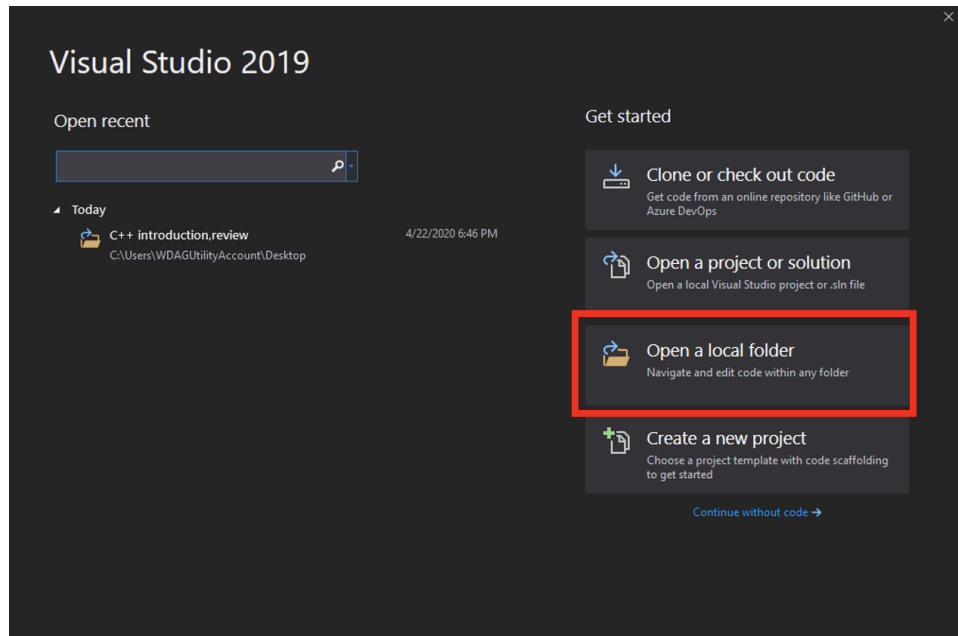 Visual Studio 2019
Open recent
Today
C++ introduction,review
4/22/2020 6:46 PM
C:\Users\WDAGUtilityAccount\Desktop
Get started
Clone or check out code
Get code from an online repository like GitHub or
Azure DevOps
Open a project or solution
Open a local Visual Studio project or .sln file
Open a local folder
Navigate and edit code within any folder
Create a new project
Choose a project template with code scaffolding
to get started
Continue without code →